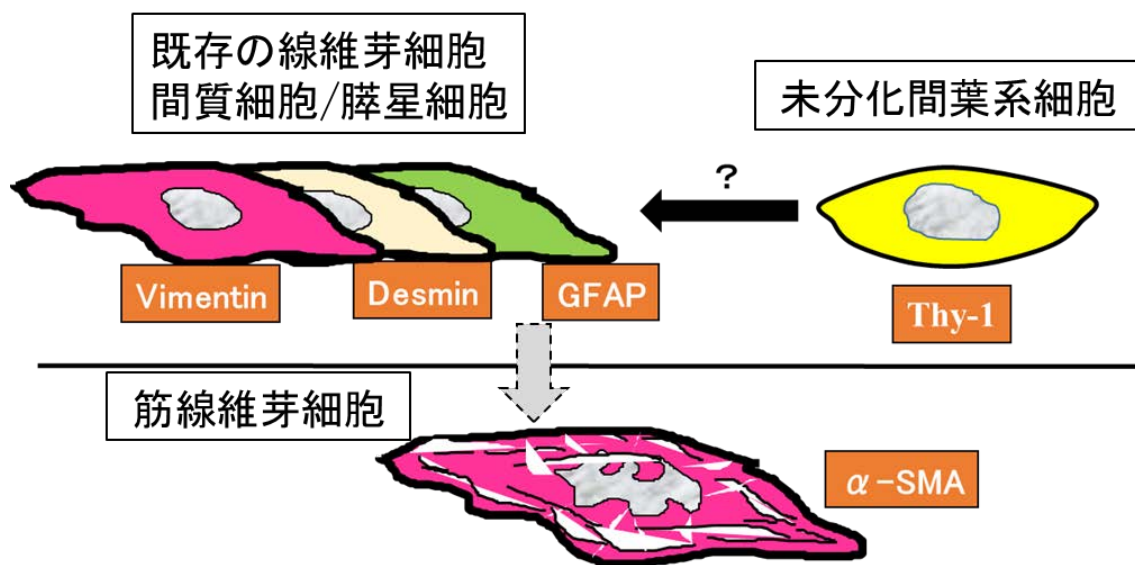 既存の線維芽細胞
間質細胞/膵星細胞
未分化間葉系細胞
?
Vimentin
Desmin
GFAP
Thy-1
筋線維芽細胞
α-SMA